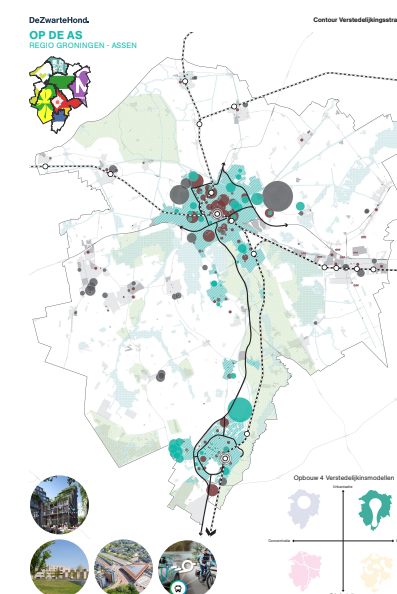 DeZwarteHond.
Contour Verstedelijkingsstra
OP DE AS
REGIO GRONINGEN - ASSEN
Opbouw 4 Verstedelijkinsmodellen